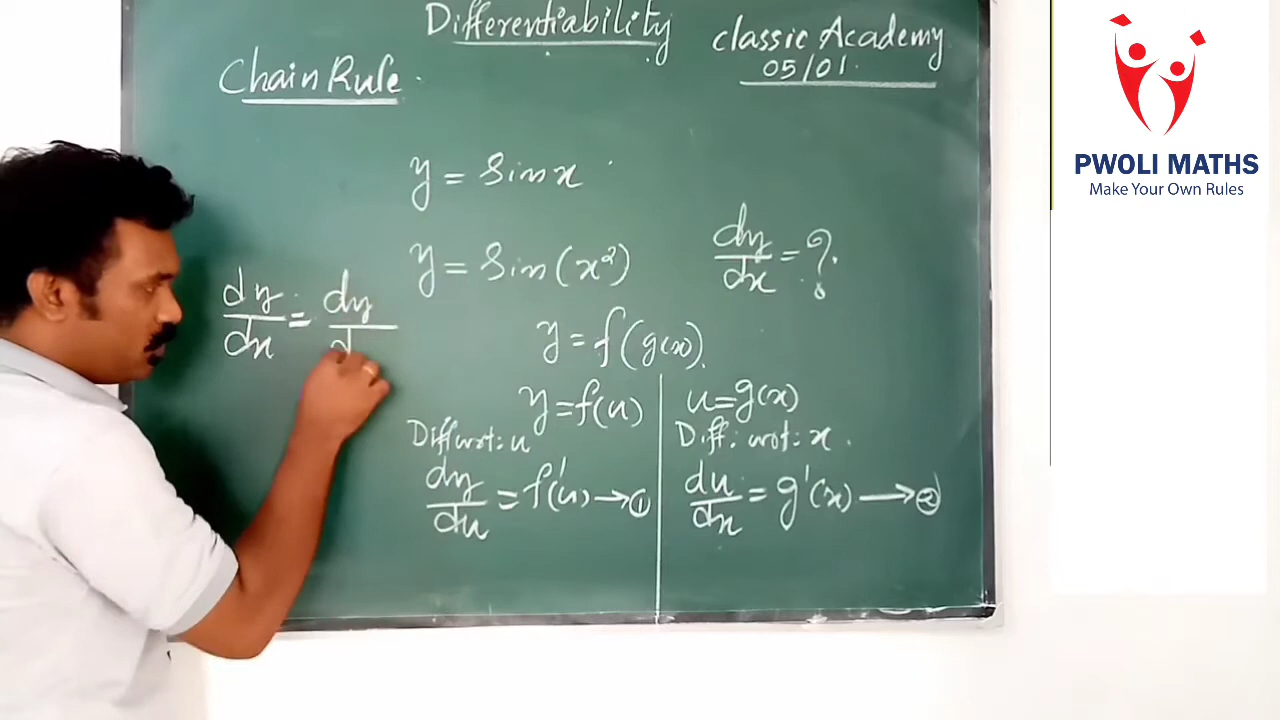 Differentiability
classic Academy
05/01.
Chain Rule.
y = sin x
y = sin(x²)
dy/dx = ?
dy/dx = dy/d
y = f(g(x)).
y = f(u)
Diff wrt: u
dy/du = f'(u) → ①
u = g(x)
Diff: wrt: x.
du/dx = g'(x) → ②
PWOLI MATHS
Make Your Own Rules